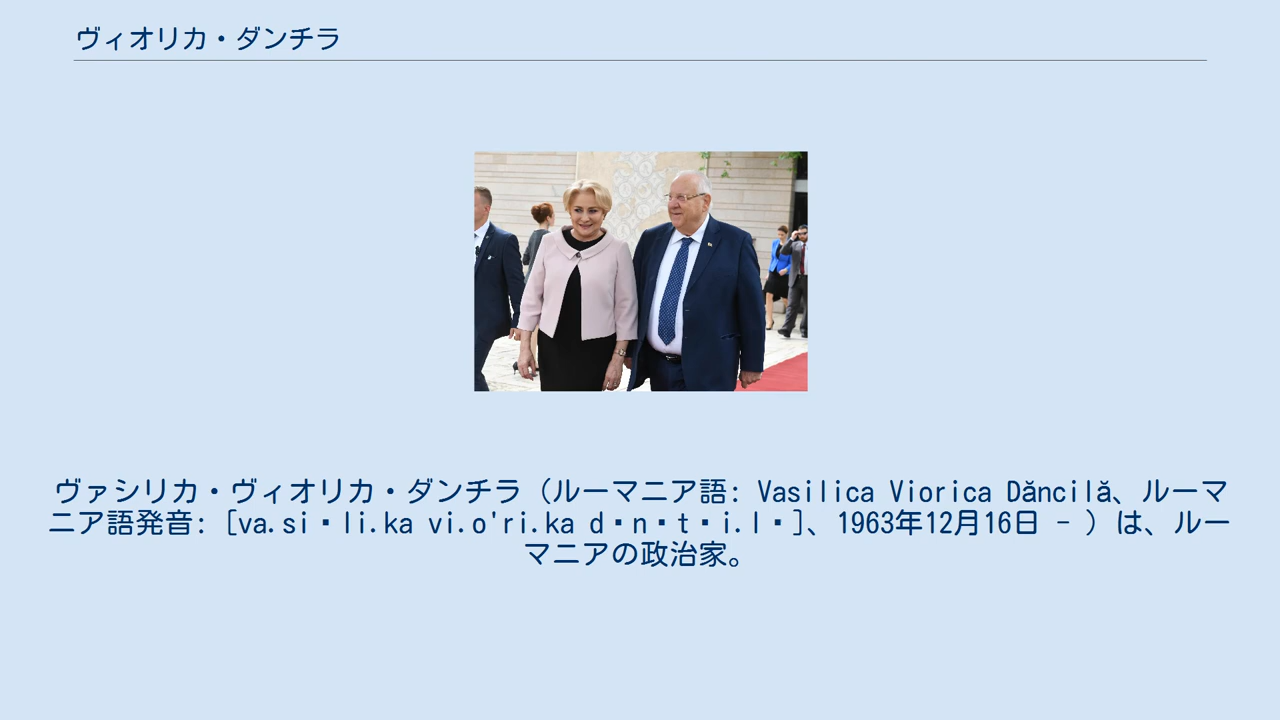 ヴィオリカ・ダンチラ
ヴァシリカ・ヴィオリカ・ダンチラ（ルーマニア語: Vasilica Viorica Dăncilă、ルーマ
ニア語発音: [va.si･li.ka vi.o'ri.ka d･n･t･i.l･]、1963年12月16日 - ）は、ルー
マニアの政治家。